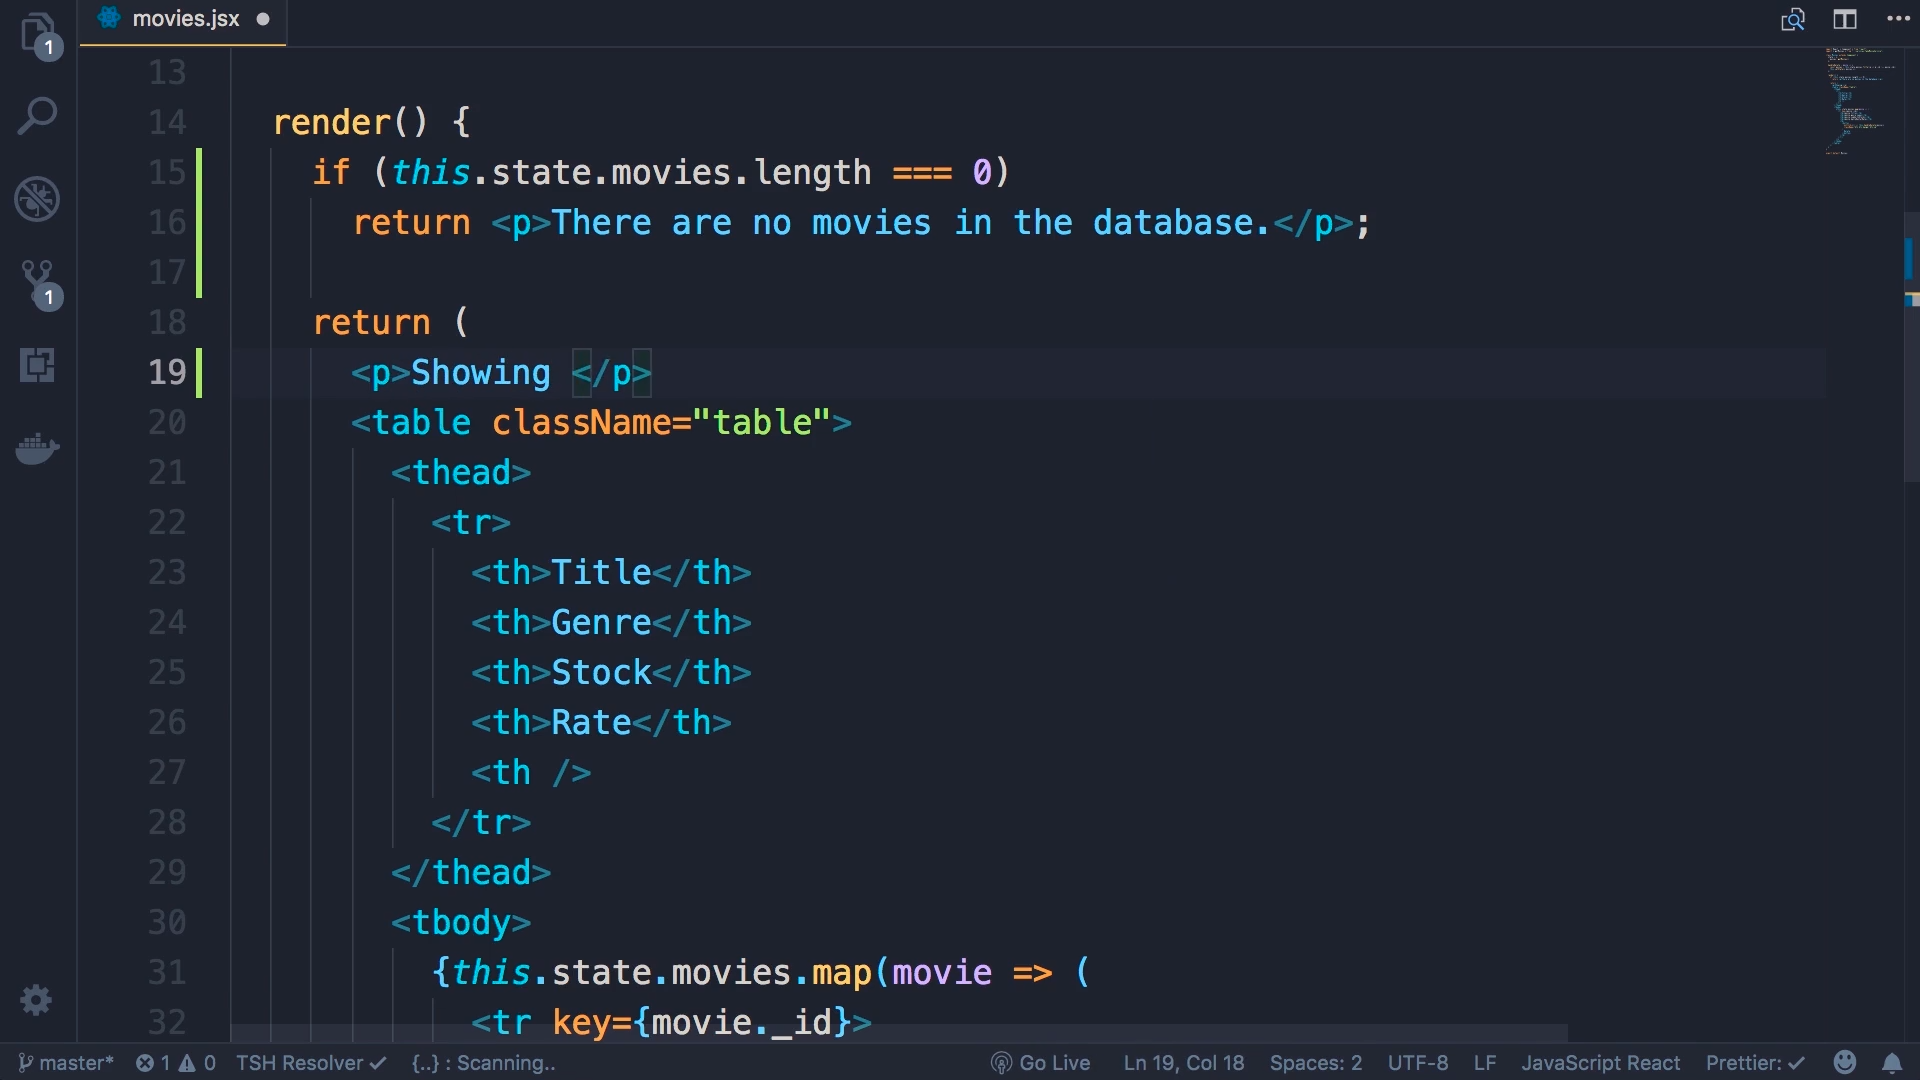 movies.jsx
1
1
13
14 render() {
15 if (this.state.movies.length === 0)
16 return <p>There are no movies in the database.</p>;
17
18 return (
19 <p>Showing </p>
20 <table className="table">
21 <thead>
22 <tr>
23 <th>Title</th>
24 <th>Genre</th>
25 <th>Stock</th>
26 <th>Rate</th>
27 <th />
28 </tr>
29 </thead>
30 <tbody>
31 {this.state.movies.map(movie => (
32 <tr key={movie._id}>
master* 1 0 TSH Resolver {..} : Scanning.. Go Live Ln 19, Col 18 Spaces: 2 UTF-8 LF JavaScript React Prettier: